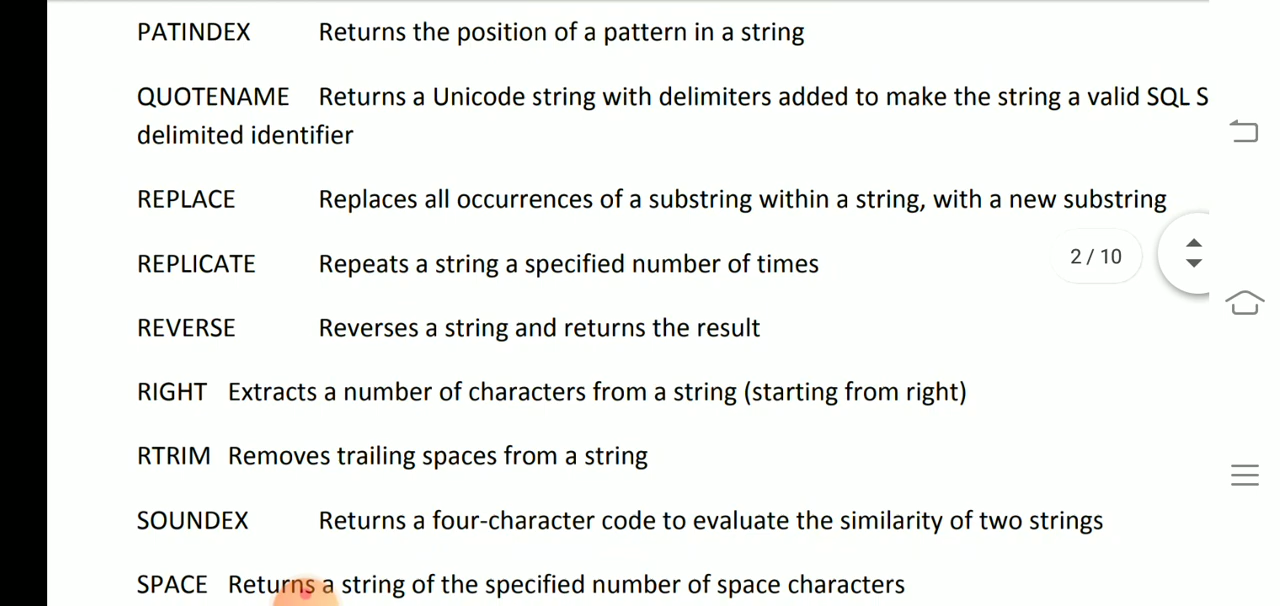 PATINDEX Returns the position of a pattern in a string
QUOTENAME Returns a Unicode string with delimiters added to make the string a valid SQL S
delimited identifier
REPLACE Replaces all occurrences of a substring within a string, with a new substring
REPLICATE Repeats a string a specified number of times
2 / 10
REVERSE Reverses a string and returns the result
RIGHT Extracts a number of characters from a string (starting from right)
RTRIM Removes trailing spaces from a string
SOUNDEX Returns a four-character code to evaluate the similarity of two strings
SPACE Returns a string of the specified number of space characters